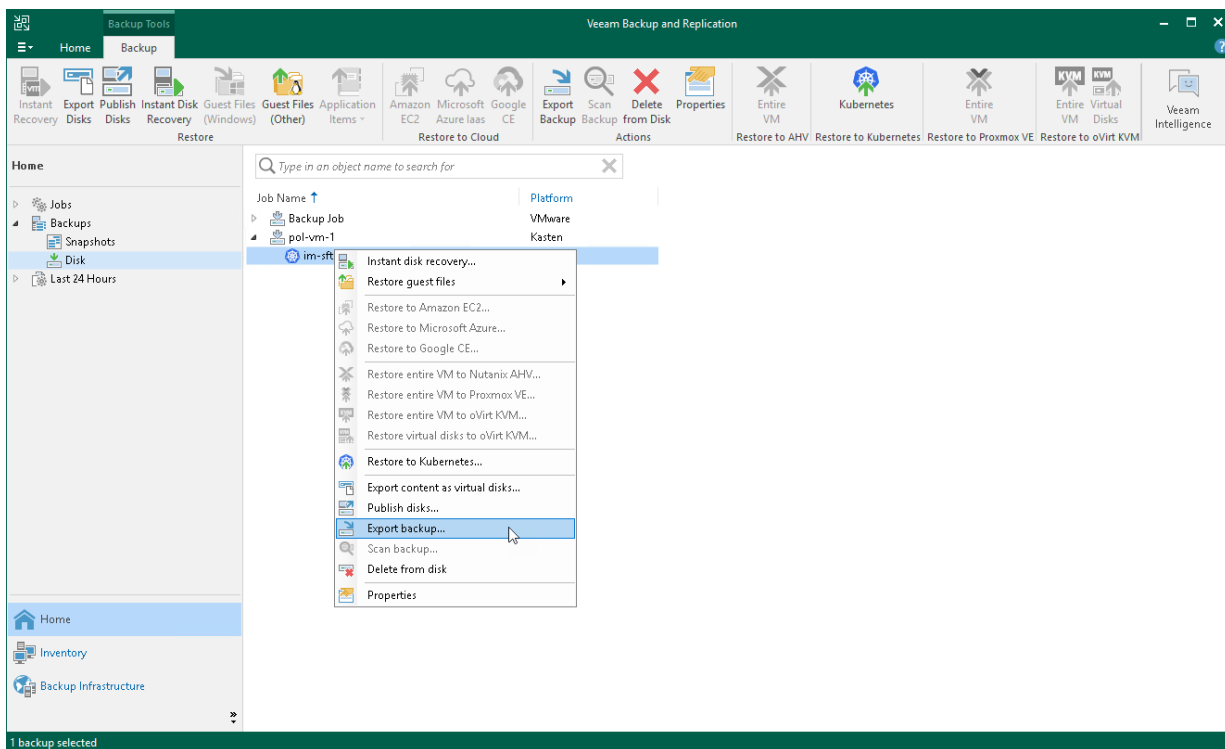 Backup Tools
Veeam Backup and Replication
Home
Backup
Instant Recovery
Export Disks
Publish Disks
Instant Disk Recovery
Guest Files (Windows)
Guest Files (Other)
Application Items
Restore
Amazon EC2
Microsoft Azure Iaas
Google CE
Restore to Cloud
Export Backup
Scan Backup
Delete from Disk
Properties
Actions
Entire VM
Restore to AHV
Kubernetes
Restore to Kubernetes
Entire VM
Restore to Proxmox VE
Entire VM
Virtual Disks
Restore to oVirt KVM
Veeam Intelligence
Home
Jobs
Backups
Snapshots
Disk
Last 24 Hours
Type in an object name to search for
Job Name
Platform
Backup Job
VMware
pol-vm-1
Kasten
im-sft
Instant disk recovery...
Restore guest files
Restore to Amazon EC2...
Restore to Microsoft Azure...
Restore to Google CE...
Restore entire VM to Nutanix AHV...
Restore entire VM to Proxmox VE...
Restore entire VM to oVirt KVM...
Restore virtual disks to oVirt KVM...
Restore to Kubernetes...
Export content as virtual disks...
Publish disks...
Export backup...
Scan backup...
Delete from disk
Properties
Home
Inventory
Backup Infrastructure
1 backup selected